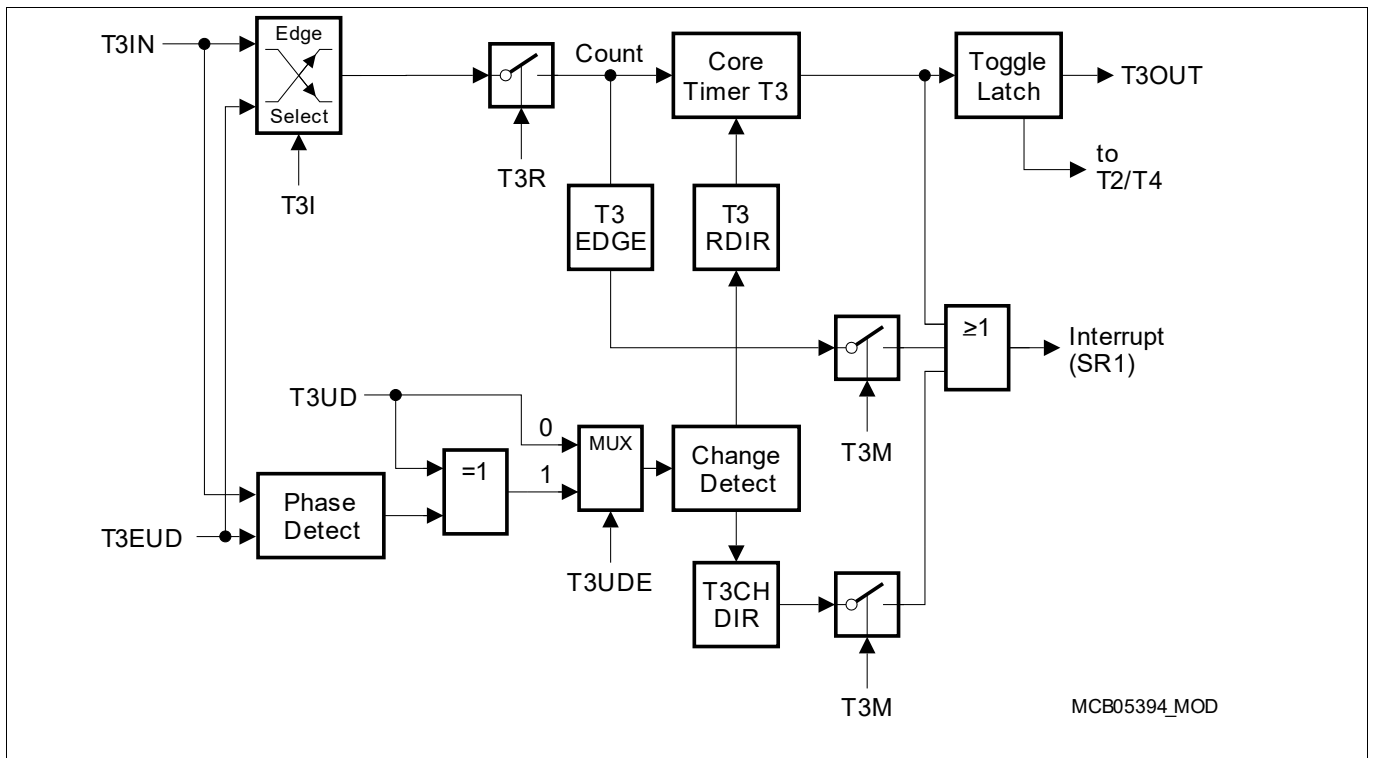 T3IN
Edge
Select
T3I
T3R
Count
Core
Timer T3
Toggle
Latch
T3OUT
to
T2/T4
T3
EDGE
T3
RDIR
≥1
Interrupt
(SR1)
T3M
T3UD
0
1
MUX
=1
Phase
Detect
T3EUD
T3UDE
Change
Detect
T3CH
DIR
T3M
MCB05394_MOD